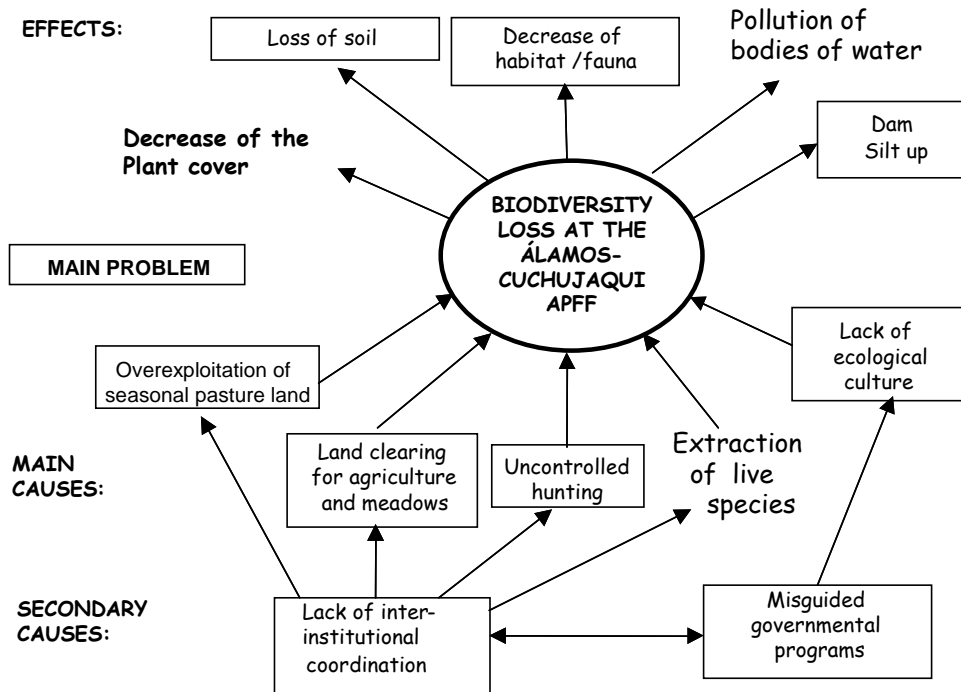 EFFECTS:
Loss of soil
Decrease of
habitat /fauna
Pollution of
bodies of water
Decrease of the
Plant cover
Dam
Silt up
BIODIVERSITY
LOSS AT THE
ÁLAMOS-
CUCHUJAQUI
APFF
MAIN PROBLEM
Overexploitation of
seasonal pasture land
Lack of
ecological
culture
MAIN
CAUSES:
Land clearing
for agriculture
and meadows
Uncontrolled
hunting
Extraction
of live
species
SECONDARY
CAUSES:
Lack of inter-
institutional
coordination
Misguided
governmental
programs